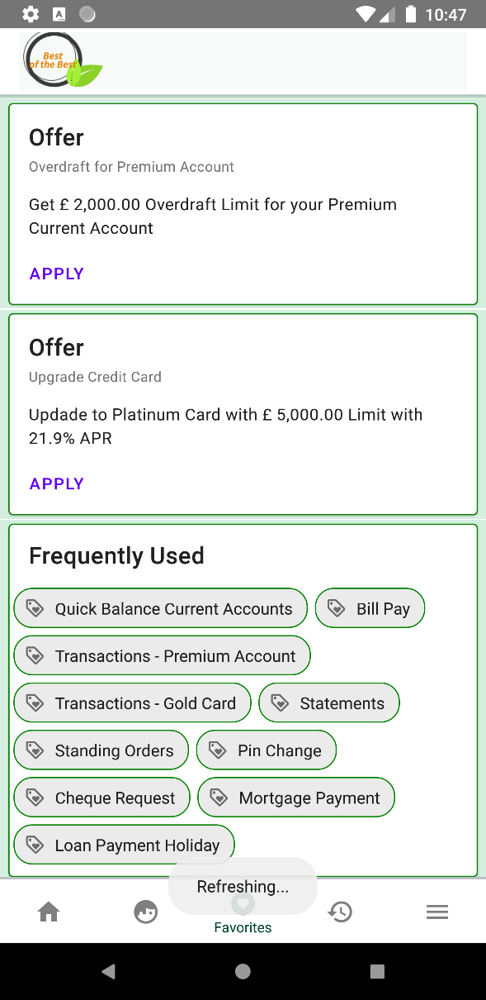 10:47
Best
of the Best
Offer
Overdraft for Premium Account
Get £ 2,000.00 Overdraft Limit for your Premium
Current Account
APPLY
Offer
Upgrade Credit Card
Updade to Platinum Card with £ 5,000.00 Limit with
21.9% APR
APPLY
Frequently Used
Quick Balance Current Accounts
Bill Pay
Transactions - Premium Account
Transactions - Gold Card
Statements
Standing Orders
Pin Change
Cheque Request
Mortgage Payment
Loan Payment Holiday
Refreshing...
Favorites